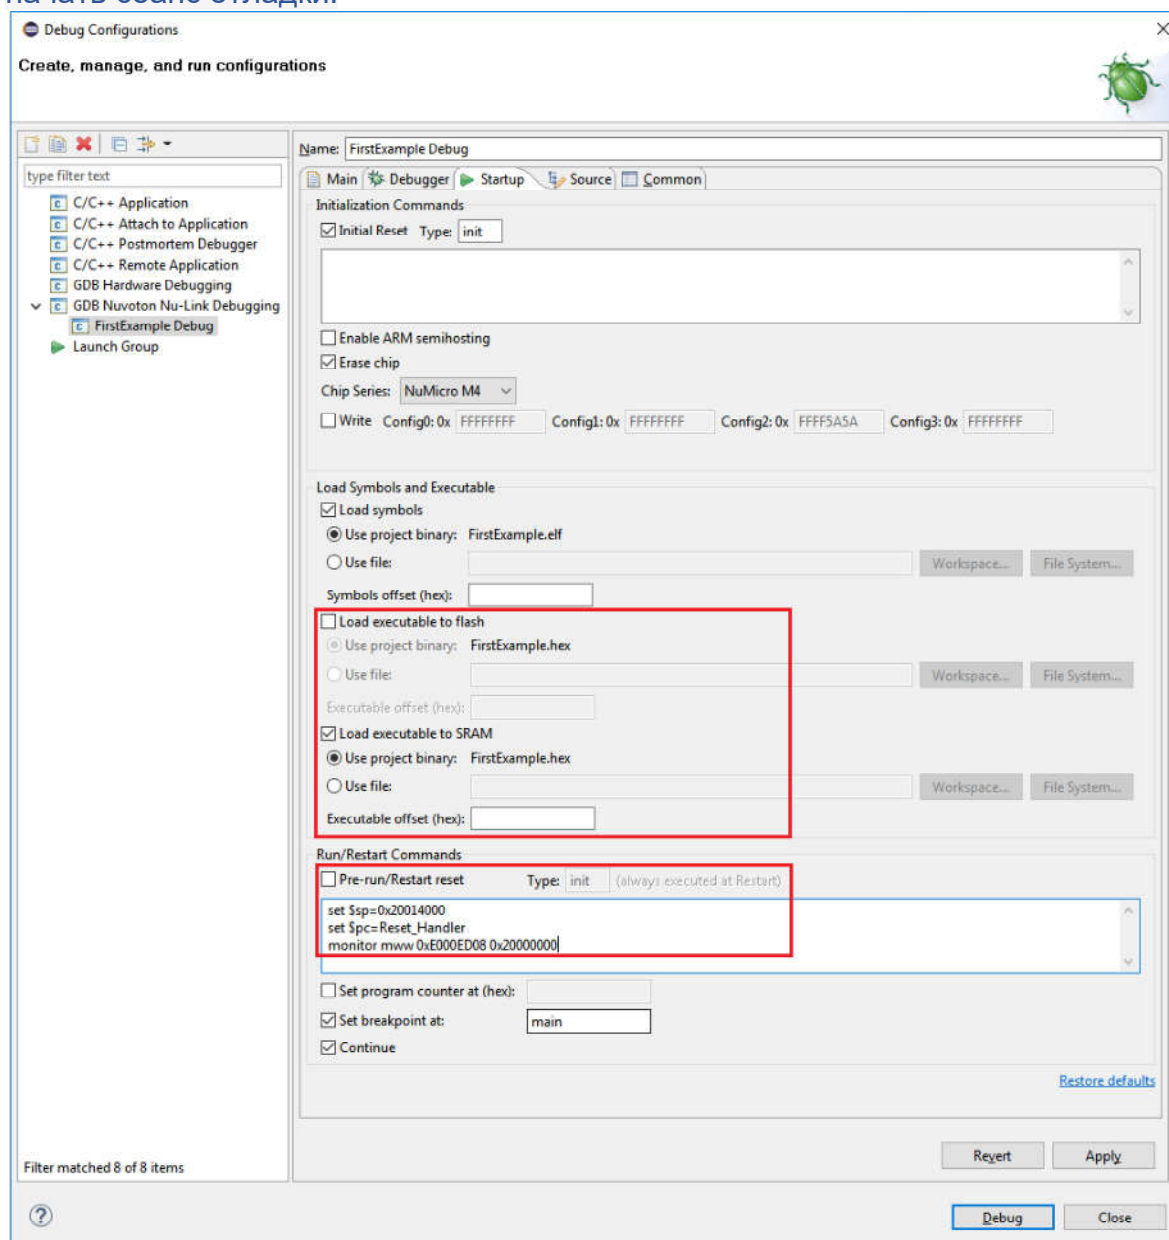 начать сеанс отладки.
Debug Configurations
Create, manage, and run configurations
type filter text
C/C++ Application
C/C++ Attach to Application
C/C++ Postmortem Debugger
C/C++ Remote Application
GDB Hardware Debugging
GDB Nuvoton Nu-Link Debugging
FirstExample Debug
Launch Group
Filter matched 8 of 8 items
Name: FirstExample Debug
Main Debugger Startup Source Common
Initialization Commands
Initial Reset Type: init
Enable ARM semihosting
Erase chip
Chip Series: NuMicro M4
Write Config0: 0x FFFFFFFF Config1: 0x FFFFFFFF Config2: 0x FFFF5A5A Config3: 0x FFFFFFFF
Load Symbols and Executable
Load symbols
Use project binary: FirstExample.elf
Use file: Workspace... File System...
Symbols offset (hex):
Load executable to flash
Use project binary: FirstExample.hex
Use file: Workspace... File System...
Executable offset (hex):
Load executable to SRAM
Use project binary: FirstExample.hex
Use file: Workspace... File System...
Executable offset (hex):
Run/Restart Commands
Pre-run/Restart reset Type: init (always executed at Restart)
set $sp=0x20014000
set $pc=Reset_Handler
monitor mww 0xE000ED08 0x20000000
Set program counter at (hex):
Set breakpoint at: main
Continue
Restore defaults
Revert Apply
? Debug Close